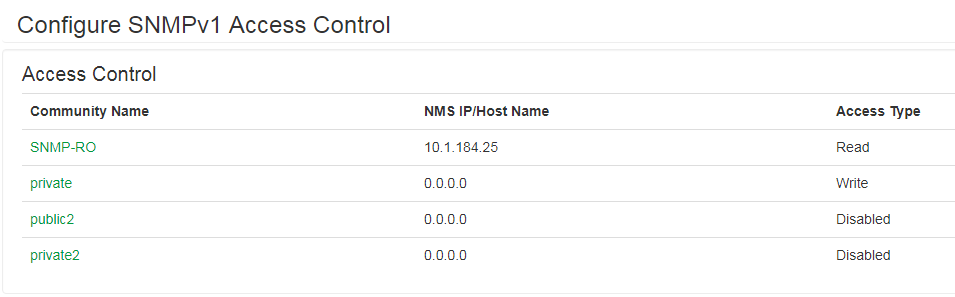 Configure SNMPv1 Access Control
Access Control
Community Name NMS IP/Host Name Access Type
SNMP-RO 10.1.184.25 Read
private 0.0.0.0 Write
public2 0.0.0.0 Disabled
private2 0.0.0.0 Disabled